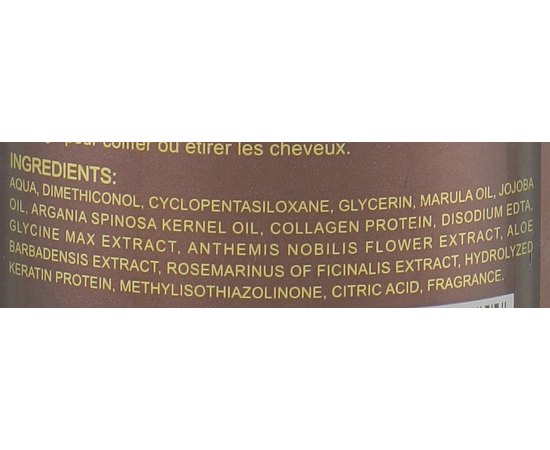 pour coiffer ou étirer les cheveux.
INGREDIENTS:
AQUA, DIMETHICONOL, CYCLOPENTASILOXANE, GLYCERIN, MARULA OIL, JOJOBA
OIL, ARGANIA SPINOSA KERNEL OIL, COLLAGEN PROTEIN, DISODIUM EDTA,
GLYCINE MAX EXTRACT, ANTHEMIS NOBILIS FLOWER EXTRACT, ALOE
BARBADENSIS EXTRACT, ROSEMARINUS OF FICINALIS EXTRACT, HYDROLYZED
KERATIN PROTEIN, METHYLISOTHIAZOLINONE, CITRIC ACID, FRAGRANCE.